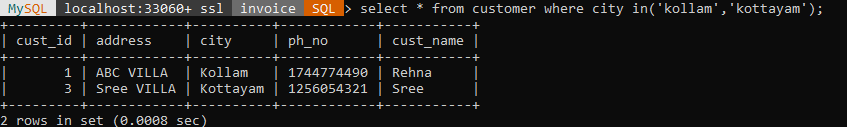 MySQL localhost:33060+ ssl invoice SQL > select * from customer where city in('kollam','kottayam');
+---------+------------+----------+------------+-----------+
| cust_id | address    | city     | ph_no      | cust_name |
+---------+------------+----------+------------+-----------+
|       1 | ABC VILLA  | Kollam   | 1744774490 | Rehna     |
|       3 | Sree VILLA | Kottayam | 1256054321 | Sree      |
+---------+------------+----------+------------+-----------+
2 rows in set (0.0008 sec)